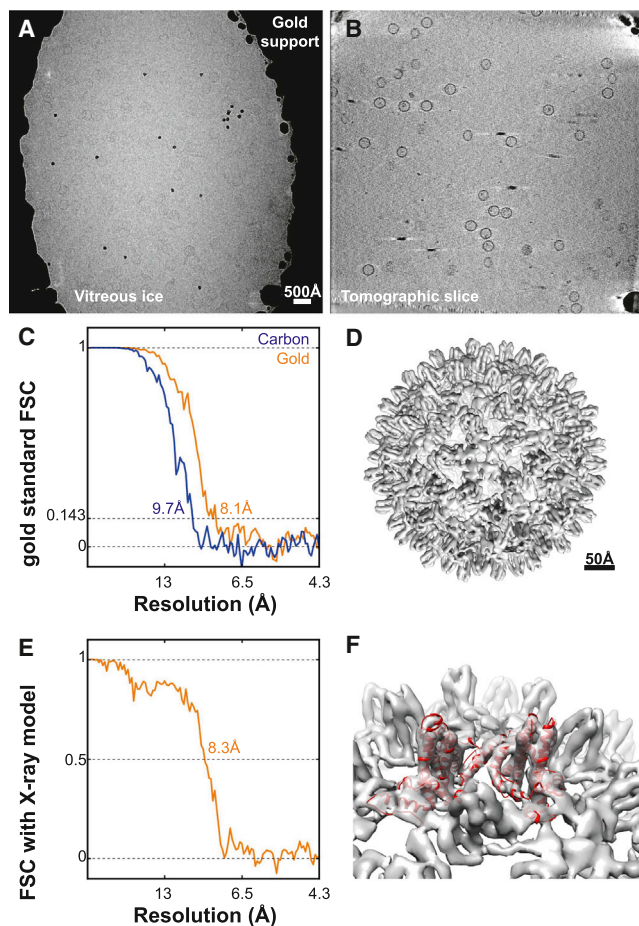 A
Gold
support
Vitreous ice
500Å
B
Tomographic slice
C
gold standard FSC
1
0.143
0
Carbon
Gold
9.7Å
8.1Å
13
6.5
4.3
Resolution (Å)
D
50Å
E
FSC with X-ray model
1
0.5
0
8.3Å
13
6.5
4.3
Resolution (Å)
F